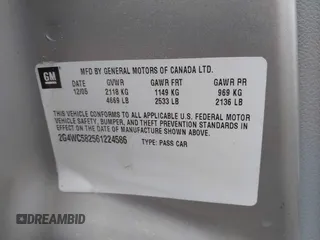 GM
MFD BY GENERAL MOTORS OF CANADA LTD.
DATE GVWR GAWR FRT GAWR RR
12/05 2118 KG 1149 KG 969 KG
4669 LB 2533 LB 2136 LB
THIS VEHICLE CONFORMS TO ALL APPLICABLE U.S. FEDERAL MOTOR
VEHICLE SAFETY, BUMPER, AND THEFT PREVENTION STANDARDS IN
EFFECT ON THE DATE OF MANUFACTURE SHOWN ABOVE.
2G4WC582561224586 TYPE: PASS CAR
DREAMBID